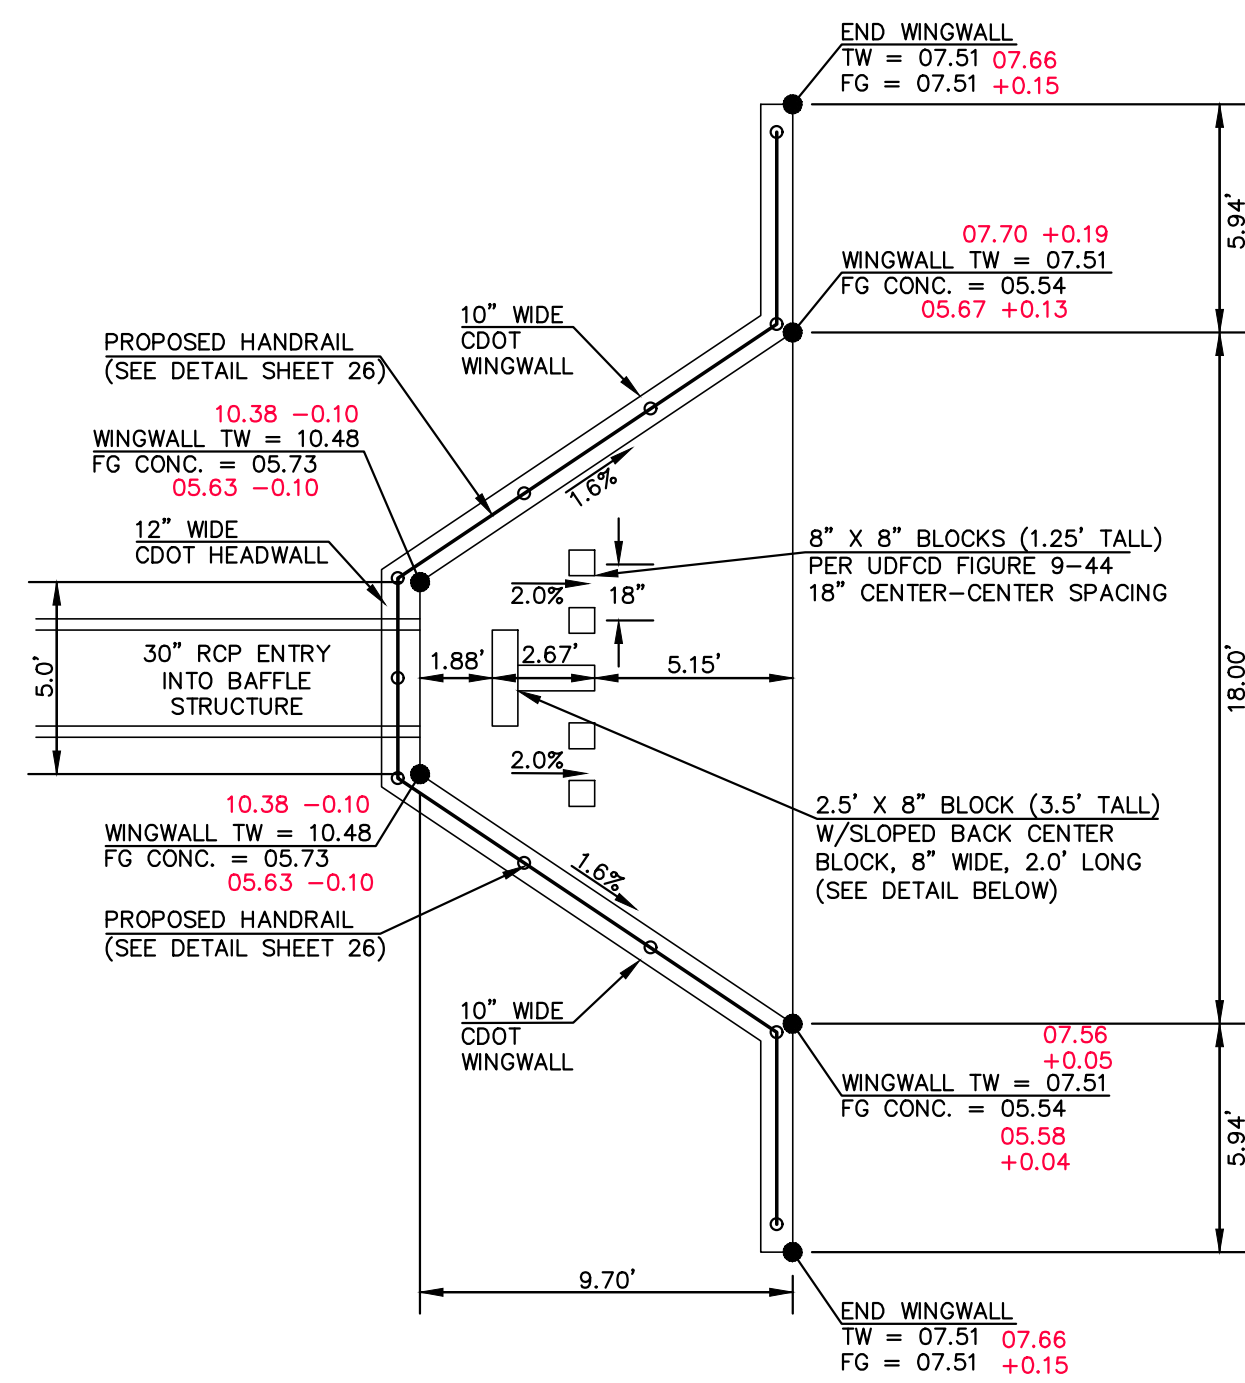 END WINGWALL
TW = 07.51 07.66
FG = 07.51 +0.15
5.94'
07.70 +0.19
WINGWALL TW = 07.51
FG CONC. = 05.54
05.67 +0.13
10" WIDE
CDOT
WINGWALL
PROPOSED HANDRAIL
(SEE DETAIL SHEET 26)
10.38 -0.10
WINGWALL TW = 10.48
FG CONC. = 05.73
05.63 -0.10
1.6%
12" WIDE
CDOT HEADWALL
8" X 8" BLOCKS (1.25' TALL)
PER UDFCD FIGURE 9-44
18" CENTER-CENTER SPACING
2.0%
18"
30" RCP ENTRY
INTO BAFFLE
STRUCTURE
5.0'
1.88'
2.67'
5.15'
18.00'
2.0%
10.38 -0.10
WINGWALL TW = 10.48
FG CONC. = 05.73
05.63 -0.10
2.5' X 8" BLOCK (3.5' TALL)
W/SLOPED BACK CENTER
BLOCK, 8" WIDE, 2.0' LONG
(SEE DETAIL BELOW)
1.6%
PROPOSED HANDRAIL
(SEE DETAIL SHEET 26)
10" WIDE
CDOT
WINGWALL
07.56
+0.05
WINGWALL TW = 07.51
FG CONC. = 05.54
05.58
+0.04
5.94'
9.70'
END WINGWALL
TW = 07.51 07.66
FG = 07.51 +0.15